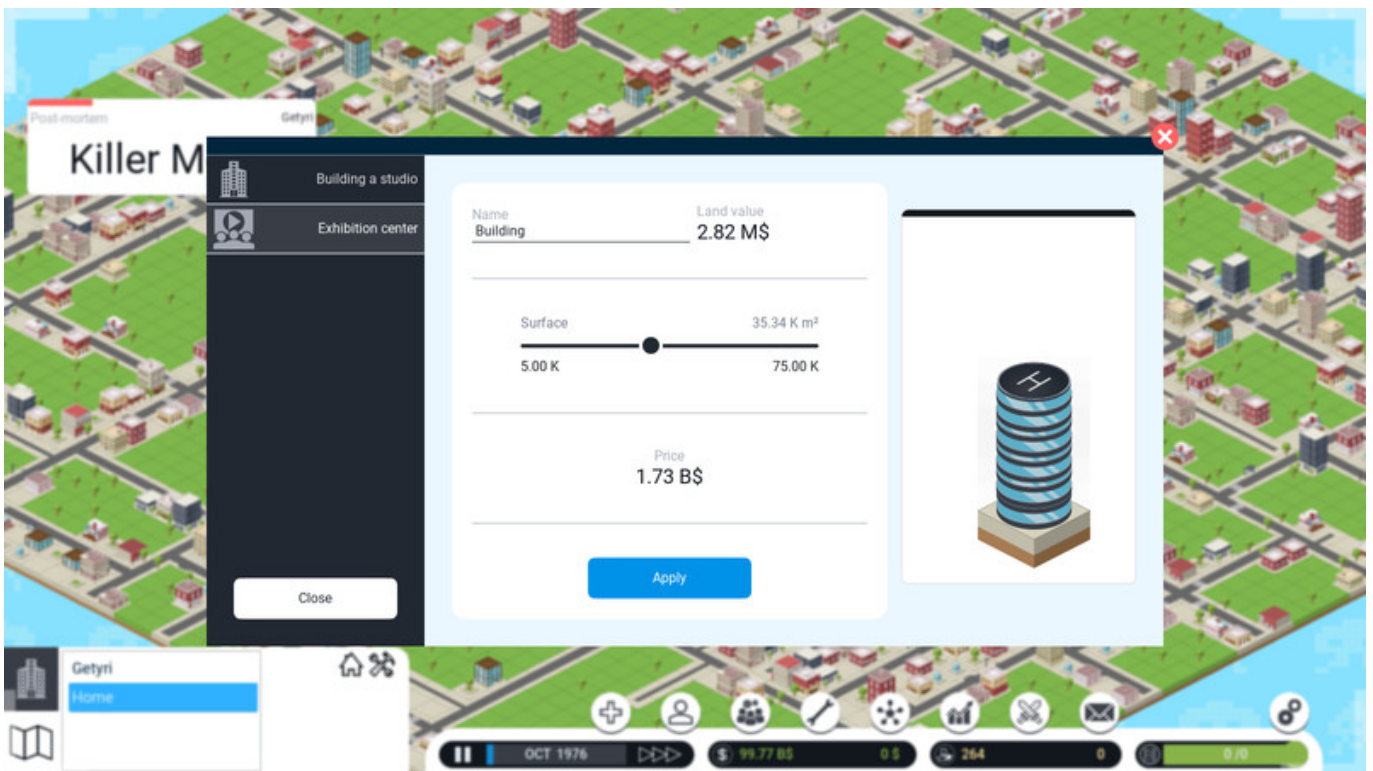 Post-mortem Getyri
Killer M
Building a studio
Exhibition center
Close
Name
Building
Land value
2.82 M$
Surface 35.34 K m²
5.00 K 75.00 K
Price
1.73 B$
Apply
H
Getyri
Home
OCT 1976
$ 99.77 B$ 0 $
264 0
0 / 0